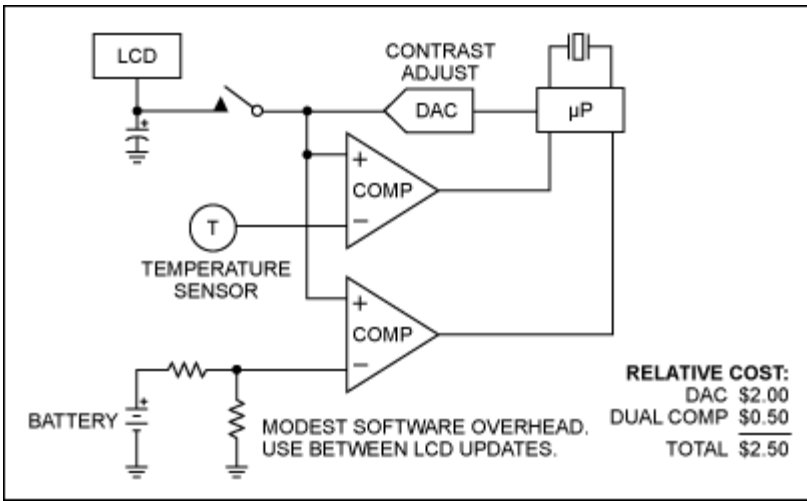 LCD
CONTRAST
ADJUST
DAC
µP
+
+
COMP
−
T
TEMPERATURE
SENSOR
+
COMP
−
BATTERY
+
MODEST SOFTWARE OVERHEAD.
USE BETWEEN LCD UPDATES.
RELATIVE COST:
DAC $2.00
DUAL COMP $0.50
TOTAL $2.50